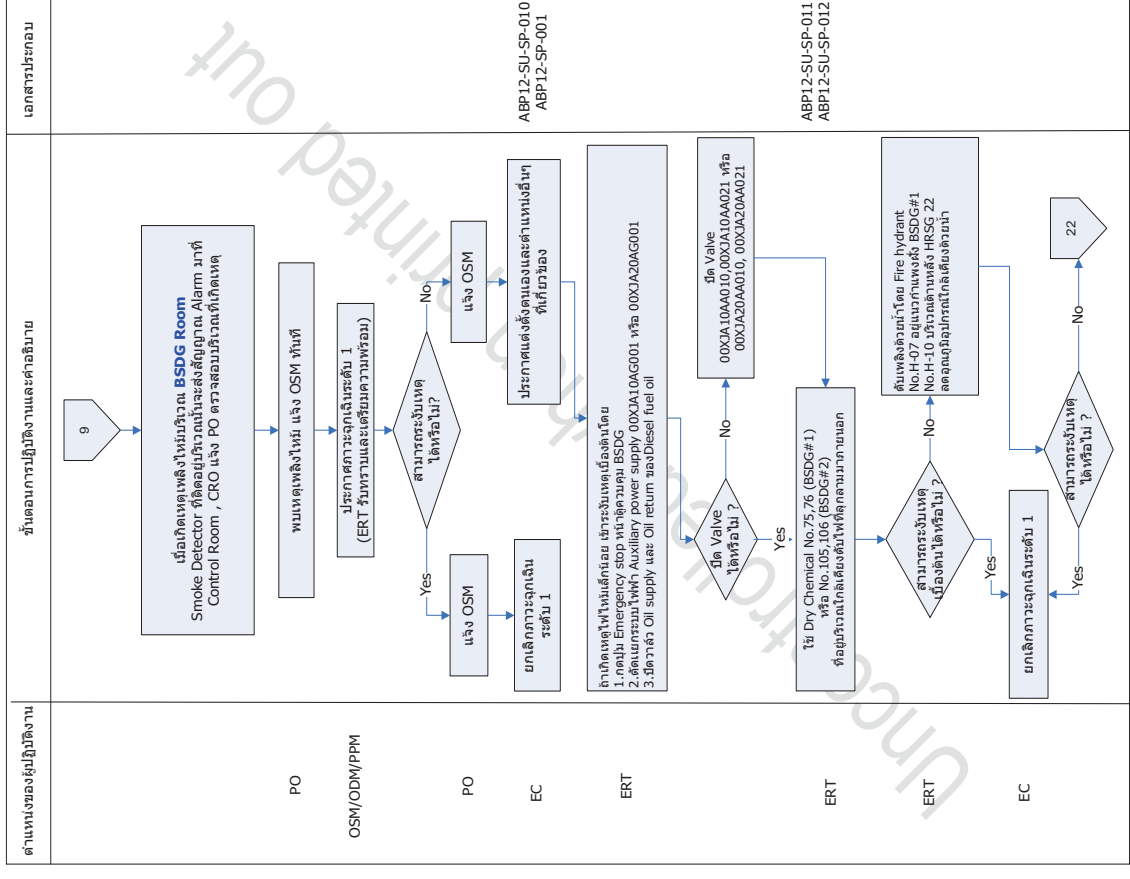 ตำแหน่งของผู้ปฏิบัติงาน
ขั้นตอนการปฏิบัติงานและคำอธิบาย
เอกสารประกอบ
9
เมื่อเกิดเหตุเพลิงไหม้บริเวณ BSDG Room
Smoke Detector ที่ติดอยู่บริเวณนั้นจะส่งสัญญาณ Alarm มาที่
Control Room , CRO แจ้ง PO ตรวจสอบบริเวณที่เกิดเหตุ
PO
พบเหตุเพลิงไหม้ แจ้ง OSM ทันที
OSM/ODM/PPM
ประกาศภาวะฉุกเฉินระดับ 1
(ERT รับทราบและเตรียมความพร้อม)
สามารถระงับเหตุ
ได้หรือไม่?
Yes
No
PO
แจ้ง OSM
แจ้ง OSM
EC
ยกเลิกภาวะฉุกเฉิน
ระดับ 1
ประกาศแต่งตั้งตนเองและตำแหน่งอื่นๆ
ที่เกี่ยวข้อง
ABP12-SU-SP-010
ABP12-SP-001
ERT
ถ้าเกิดเหตุไฟไหม้เล็กน้อย เข้าระงับเหตุเบื้องต้นโดย
1.กดปุ่ม Emergency stop หน้าตู้ควบคุม BSDG
2.ตัดแยกระบบไฟฟ้า Auxiliary power supply 00XJA10AG001 หรือ 00XJA20AG001
3.ปิดวาล์ว Oil supply และ Oil return ของDiesel fuel oil
ปิด Valve
ได้หรือไม่ ?
No
Yes
ปิด Valve
00XJA10AA010,00XJA10AA021 หรือ
00XJA20AA010, 00XJA20AA021
ERT
ใช้ Dry Chemical No.75,76 (BSDG#1)
หรือ No.105,106 (BSDG#2)
ที่อยู่บริเวณใกล้เคียงดับไฟที่ลุกลามมาภายนอก
ABP12-SU-SP-011
ABP12-SU-SP-012
ERT
สามารถระงับเหตุ
เบื้องต้นได้หรือไม่ ?
No
Yes
ดับเพลิงด้วยน้ำโดย Fire hydrant
No.H-07 อยู่แนวกำแพงฝั่ง BSDG#1
No.H-10 บริเวณด้านหลัง HRSG 22
ลดอุณภูมิอุปกรณ์ใกล้เคียงด้วยน้ำ
EC
ยกเลิกภาวะฉุกเฉินระดับ 1
Yes
สามารถระงับเหตุ
ได้หรือไม่ ?
No
22
Uncontrolled when printed out